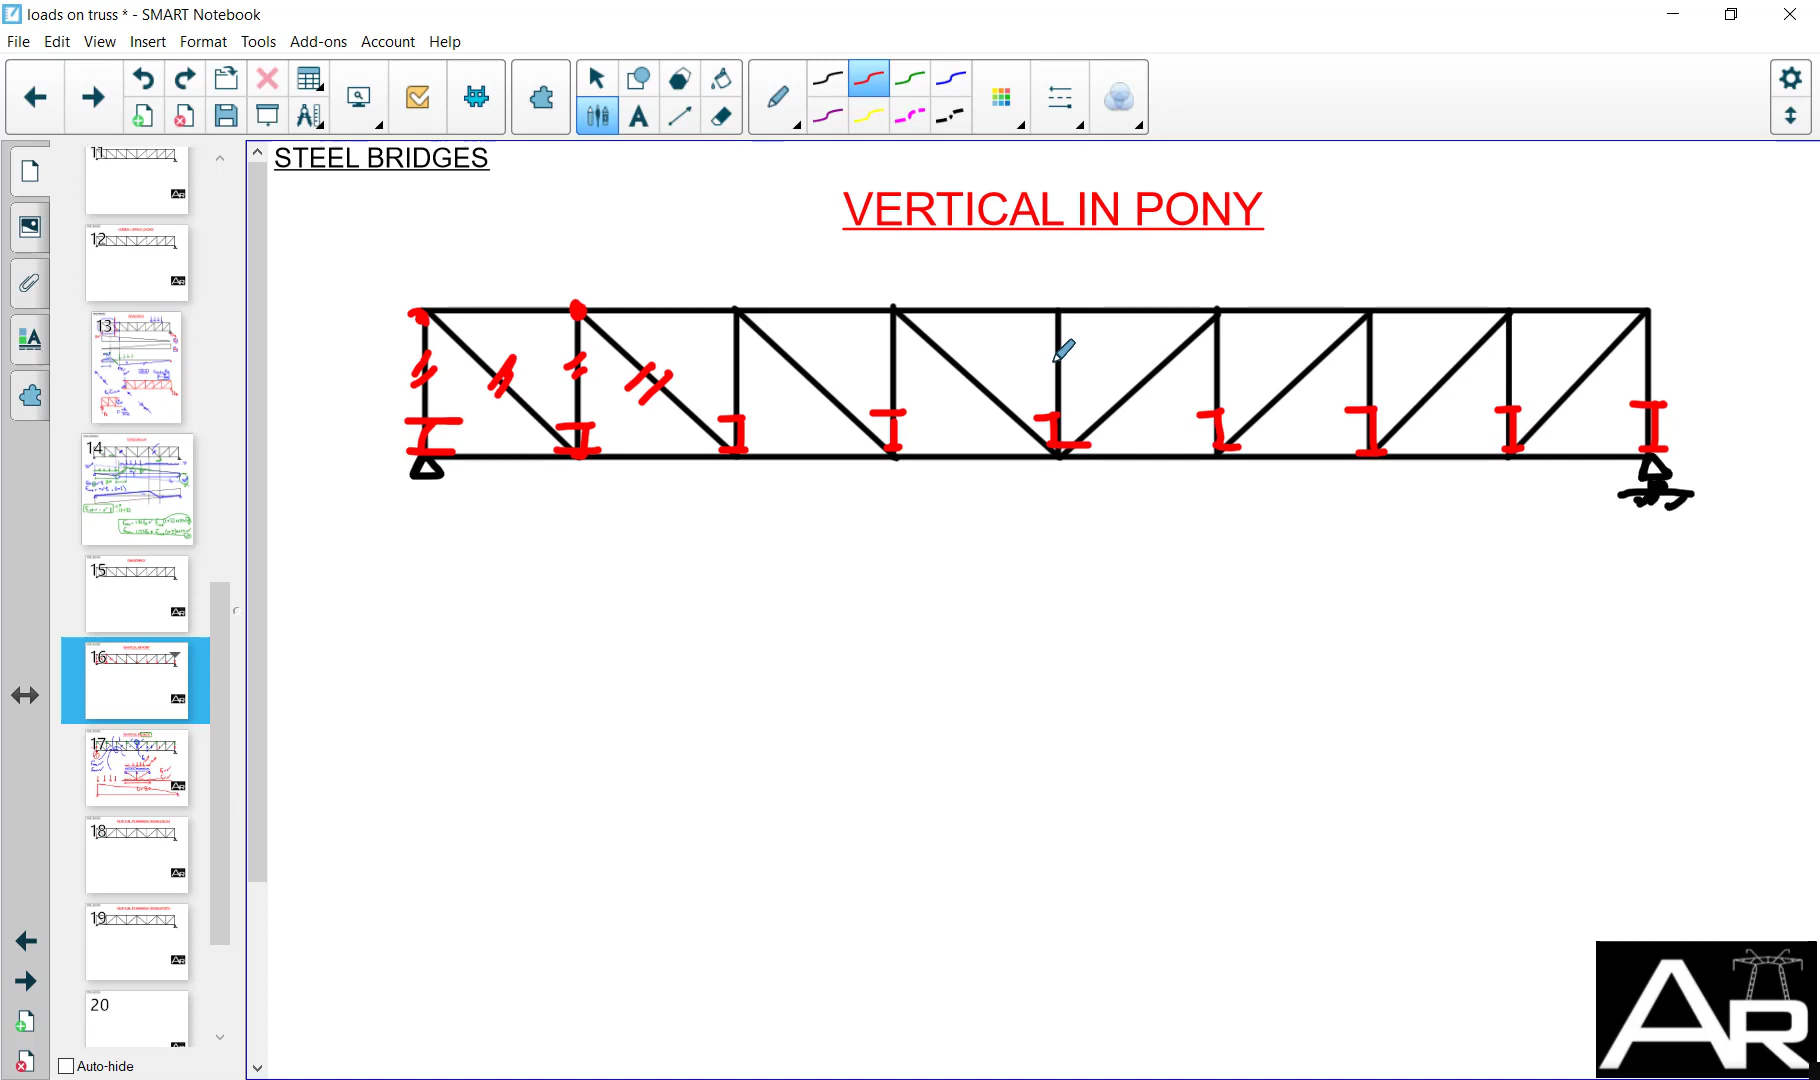 loads on truss * - SMART Notebook
File Edit View Insert Format Tools Add-ons Account Help
STEEL BRIDGES
VERTICAL IN PONY
11
12
13
14
15
16
17
18
19
20
Auto-hide
AR